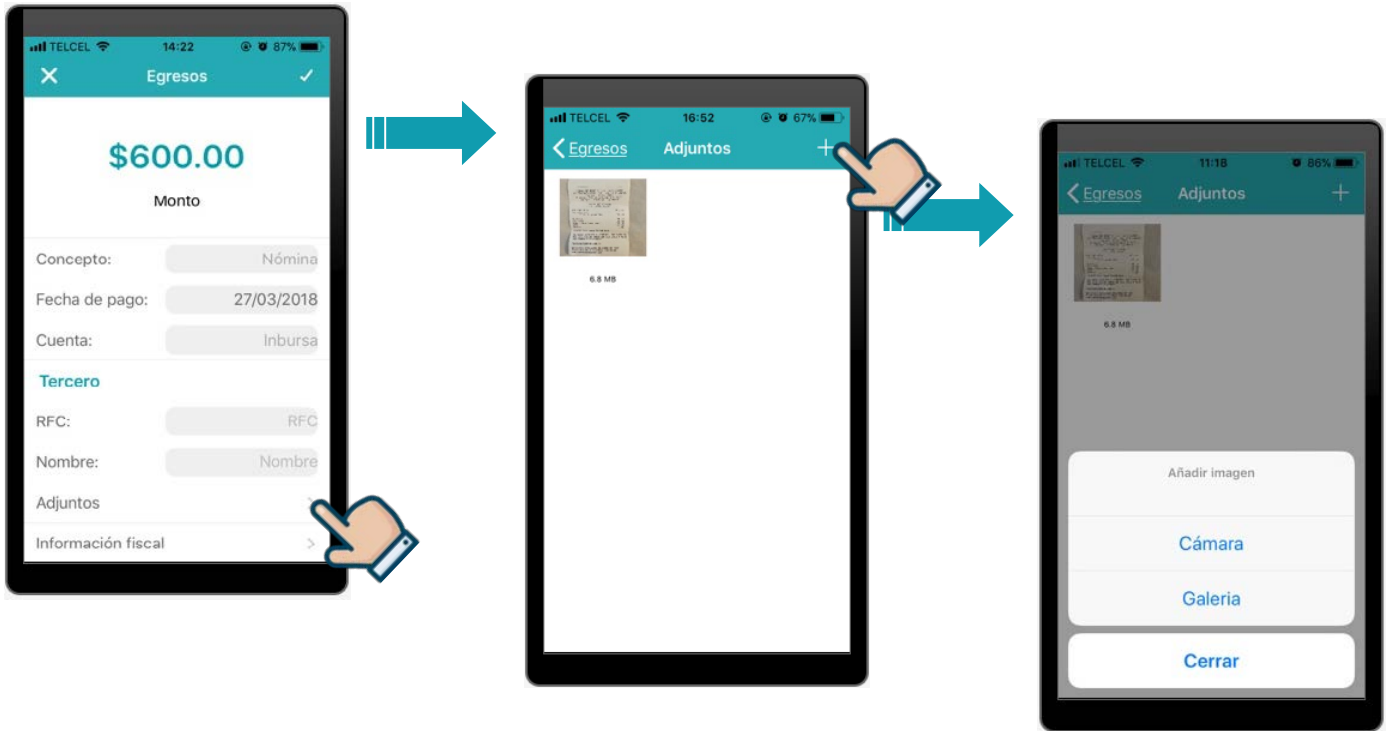 TELCEL 14:22 87%
Egresos
$600.00
Monto
Concepto: Nómina
Fecha de pago: 27/03/2018
Cuenta: Inbursa
Tercero
RFC: RFC
Nombre: Nombre
Adjuntos
Información fiscal
TELCEL 16:52 67%
Egresos Adjuntos
6.8 MB
TELCEL 11:18 86%
Egresos Adjuntos
6.8 MB
Añadir imagen
Cámara
Galeria
Cerrar